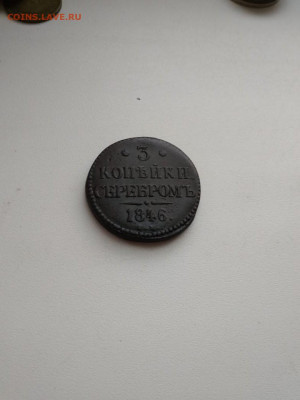 COINS.LAVE.RU
· 3 ·
КОПѢЙКИ
СЕРЕБРОМЪ
1846.